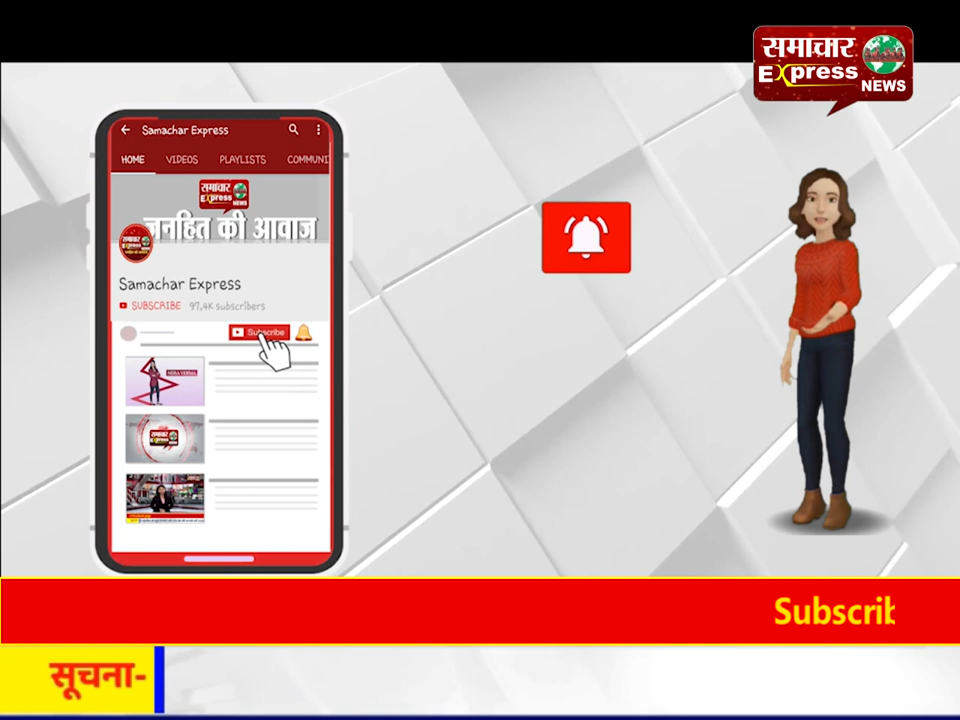 समाचार
Express
NEWS
Samachar Express
HOME VIDEOS PLAYLISTS COMMUNI
समाचार
Express
NEWS
जनहित की आवाज
Samachar Express
SUBSCRIBE 97.4K subscribers
Subscribe
Subscrib
सूचना-